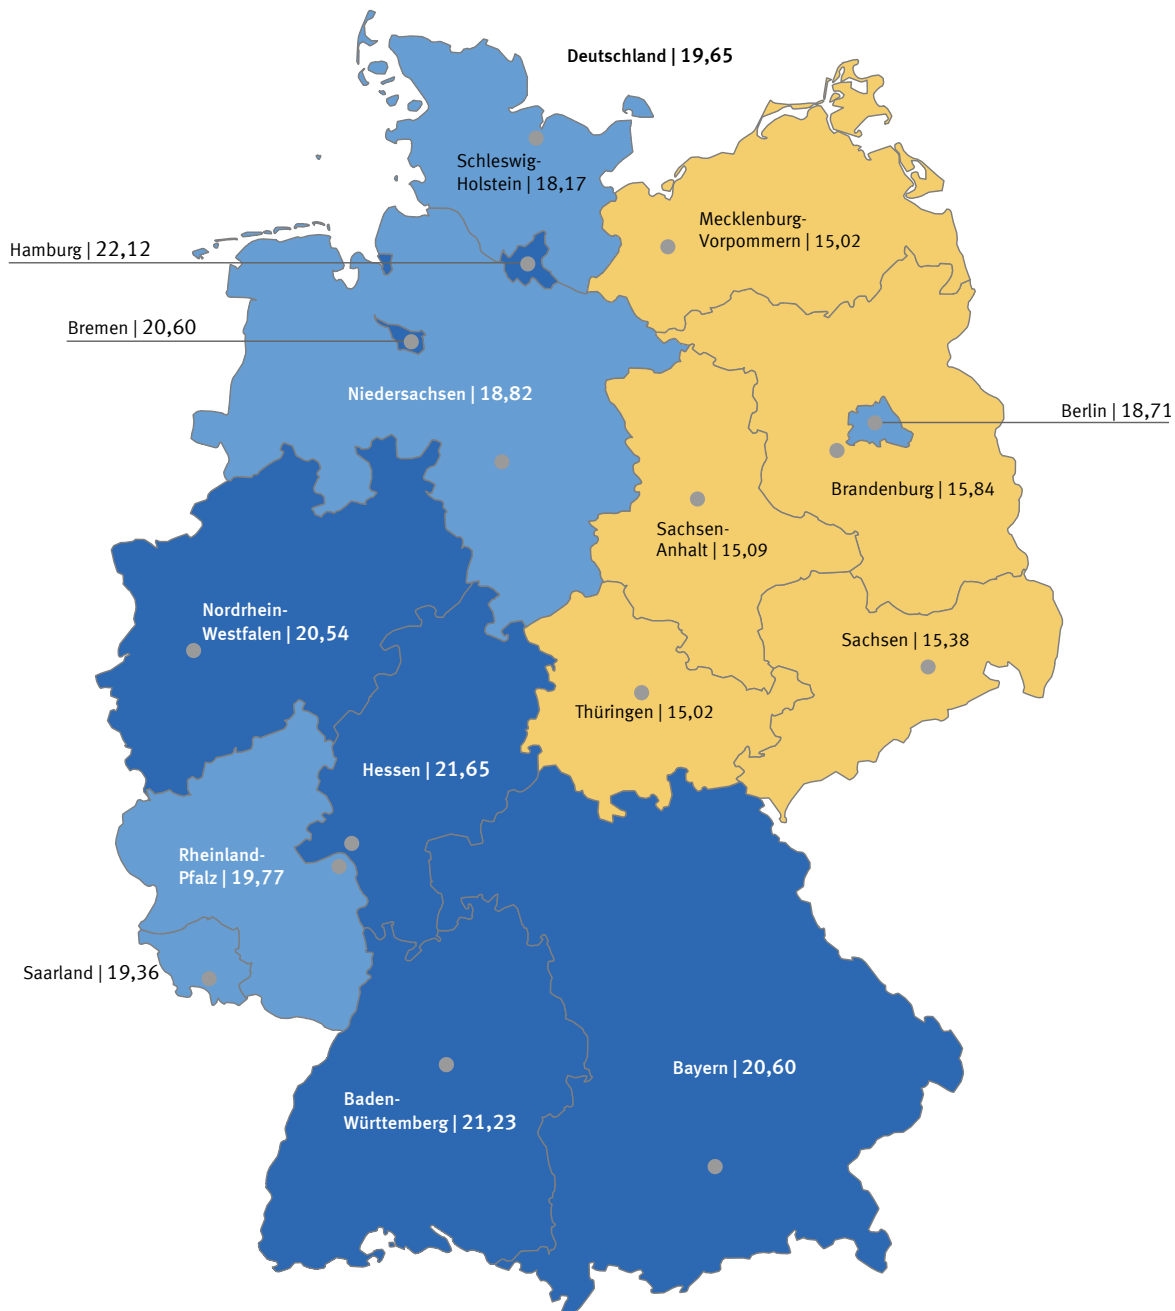 Deutschland | 19,65
Schleswig-
Holstein | 18,17
Mecklenburg-
Vorpommern | 15,02
Hamburg | 22,12
Bremen | 20,60
Niedersachsen | 18,82
Berlin | 18,71
Brandenburg | 15,84
Sachsen-
Anhalt | 15,09
Nordrhein-
Westfalen | 20,54
Sachsen | 15,38
Thüringen | 15,02
Hessen | 21,65
Rheinland-
Pfalz | 19,77
Saarland | 19,36
Bayern | 20,60
Baden-
Württemberg | 21,23